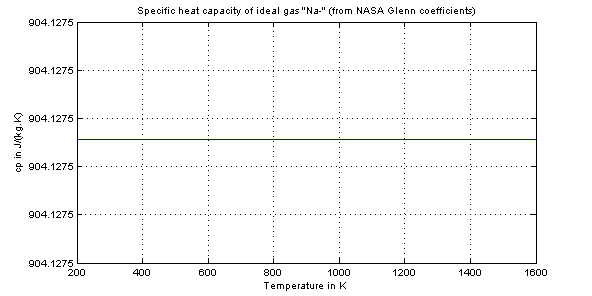 Specific heat capacity of ideal gas "Na-" (from NASA Glenn coefficients)
904.1275
904.1275
904.1275
904.1275
904.1275
904.1275
cp in J/(kg.K)
200 400 600 800 1000 1200 1400 1600
Temperature in K